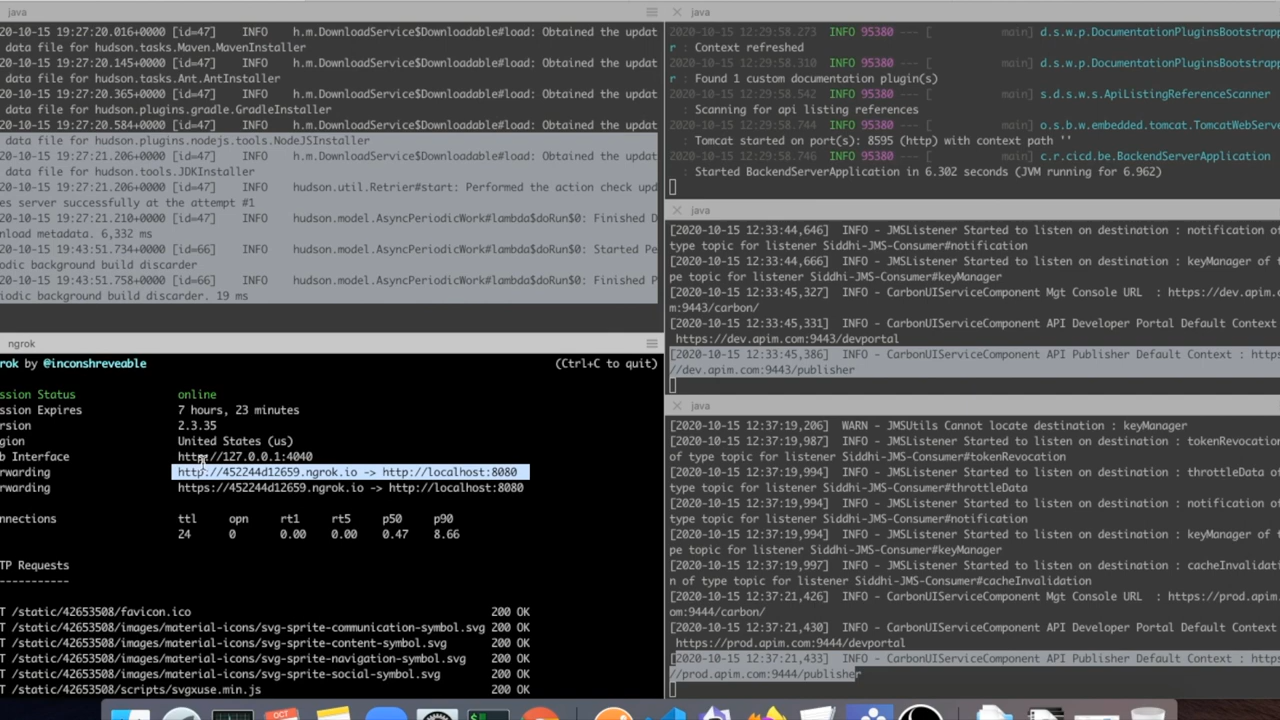 java
20-10-15 19:27:20.016+0000 [id=47] INFO h.m.DownloadService$Downloadable#load: Obtained the updat
data file for hudson.tasks.Maven.MavenInstaller
20-10-15 19:27:20.145+0000 [id=47] INFO h.m.DownloadService$Downloadable#load: Obtained the updat
data file for hudson.tasks.Ant.AntInstaller
20-10-15 19:27:20.365+0000 [id=47] INFO h.m.DownloadService$Downloadable#load: Obtained the updat
data file for hudson.plugins.gradle.GradleInstaller
20-10-15 19:27:20.584+0000 [id=47] INFO h.m.DownloadService$Downloadable#load: Obtained the updat
data file for hudson.plugins.nodejs.tools.NodeJSInstaller
20-10-15 19:27:21.206+0000 [id=47] INFO h.m.DownloadService$Downloadable#load: Obtained the updat
data file for hudson.tools.JDKInstaller
20-10-15 19:27:21.206+0000 [id=47] INFO hudson.util.Retrier#start: Performed the action check upd
es server successfully at the attempt #1
20-10-15 19:27:21.210+0000 [id=47] INFO hudson.model.AsyncPeriodicWork#lambda$doRun$0: Finished D
nload metadata. 6,332 ms
20-10-15 19:43:51.734+0000 [id=66] INFO hudson.model.AsyncPeriodicWork#lambda$doRun$0: Started Pe
odic background build discarder
20-10-15 19:43:51.758+0000 [id=66] INFO hudson.model.AsyncPeriodicWork#lambda$doRun$0: Finished P
iodic background build discarder. 19 ms
ngrok
rok by @inconshreveable (Ctrl+C to quit)
ssion Status online
ssion Expires 7 hours, 23 minutes
rsion 2.3.35
gion United States (us)
b Interface http://127.0.0.1:4040
rwarding http://452244d12659.ngrok.io -> http://localhost:8080
rwarding https://452244d12659.ngrok.io -> http://localhost:8080
nnections ttl opn rt1 rt5 p50 p90
24 0 0.00 0.00 0.47 8.66
TP Requests
-----------
T /static/42653508/favicon.ico 200 OK
T /static/42653508/images/material-icons/svg-sprite-communication-symbol.svg 200 OK
T /static/42653508/images/material-icons/svg-sprite-content-symbol.svg 200 OK
T /static/42653508/images/material-icons/svg-sprite-navigation-symbol.svg 200 OK
T /static/42653508/images/material-icons/svg-sprite-social-symbol.svg 200 OK
T /static/42653508/scripts/svgxuse.min.js 200 OK
java
2020-10-15 12:29:58.273 INFO 95380 --- [ main] d.s.w.p.DocumentationPluginsBootstrapp
r : Context refreshed
2020-10-15 12:29:58.310 INFO 95380 --- [ main] d.s.w.p.DocumentationPluginsBootstrapp
r : Found 1 custom documentation plugin(s)
2020-10-15 12:29:58.542 INFO 95380 --- [ main] s.d.s.w.s.ApiListingReferenceScanner
: Scanning for api listing references
2020-10-15 12:29:58.744 INFO 95380 --- [ main] o.s.b.w.embedded.tomcat.TomcatWebServe
: Tomcat started on port(s): 8595 (http) with context path ''
2020-10-15 12:29:58.746 INFO 95380 --- [ main] c.r.cicd.be.BackendServerApplication
: Started BackendServerApplication in 6.302 seconds (JVM running for 6.962)
java
[2020-10-15 12:33:44,646] INFO - JMSListener Started to listen on destination : notification of
type topic for listener Siddhi-JMS-Consumer#notification
[2020-10-15 12:33:44,666] INFO - JMSListener Started to listen on destination : keyManager of ty
pe topic for listener Siddhi-JMS-Consumer#keyManager
[2020-10-15 12:33:45,327] INFO - CarbonUIServiceComponent Mgt Console URL : https://dev.apim.co
m:9443/carbon/
[2020-10-15 12:33:45,331] INFO - CarbonUIServiceComponent API Developer Portal Default Context :
https://dev.apim.com:9443/devportal
[2020-10-15 12:33:45,386] INFO - CarbonUIServiceComponent API Publisher Default Context : https:
//dev.apim.com:9443/publisher
java
[2020-10-15 12:37:19,206] WARN - JMSUtils Cannot locate destination : keyManager
[2020-10-15 12:37:19,987] INFO - JMSListener Started to listen on destination : tokenRevocation
of type topic for listener Siddhi-JMS-Consumer#tokenRevocation
[2020-10-15 12:37:19,994] INFO - JMSListener Started to listen on destination : throttleData of
type topic for listener Siddhi-JMS-Consumer#throttleData
[2020-10-15 12:37:19,994] INFO - JMSListener Started to listen on destination : notification of
type topic for listener Siddhi-JMS-Consumer#notification
[2020-10-15 12:37:19,994] INFO - JMSListener Started to listen on destination : keyManager of ty
pe topic for listener Siddhi-JMS-Consumer#keyManager
[2020-10-15 12:37:19,997] INFO - JMSListener Started to listen on destination : cacheInvalidatio
n of type topic for listener Siddhi-JMS-Consumer#cacheInvalidation
[2020-10-15 12:37:21,426] INFO - CarbonUIServiceComponent Mgt Console URL : https://prod.apim.c
om:9444/carbon/
[2020-10-15 12:37:21,430] INFO - CarbonUIServiceComponent API Developer Portal Default Context :
https://prod.apim.com:9444/devportal
[2020-10-15 12:37:21,433] INFO - CarbonUIServiceComponent API Publisher Default Context : https:
//prod.apim.com:9444/publisher
OCT